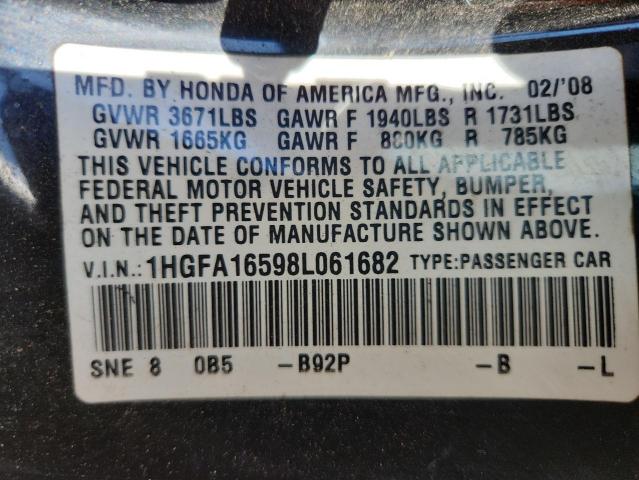 MFD. BY HONDA OF AMERICA MFG., INC. 02/'08
GVWR 3671LBS GAWR F 1940LBS R 1731LBS
GVWR 1665KG GAWR F 880KG R 785KG
THIS VEHICLE CONFORMS TO ALL APPLICABLE
FEDERAL MOTOR VEHICLE SAFETY, BUMPER,
AND THEFT PREVENTION STANDARDS IN EFFECT
ON THE DATE OF MANUFACTURE SHOWN ABOVE.
V.I.N.: 1HGFA16598L061682 TYPE:PASSENGER CAR
SNE 8 0B5 -B92P -B -L